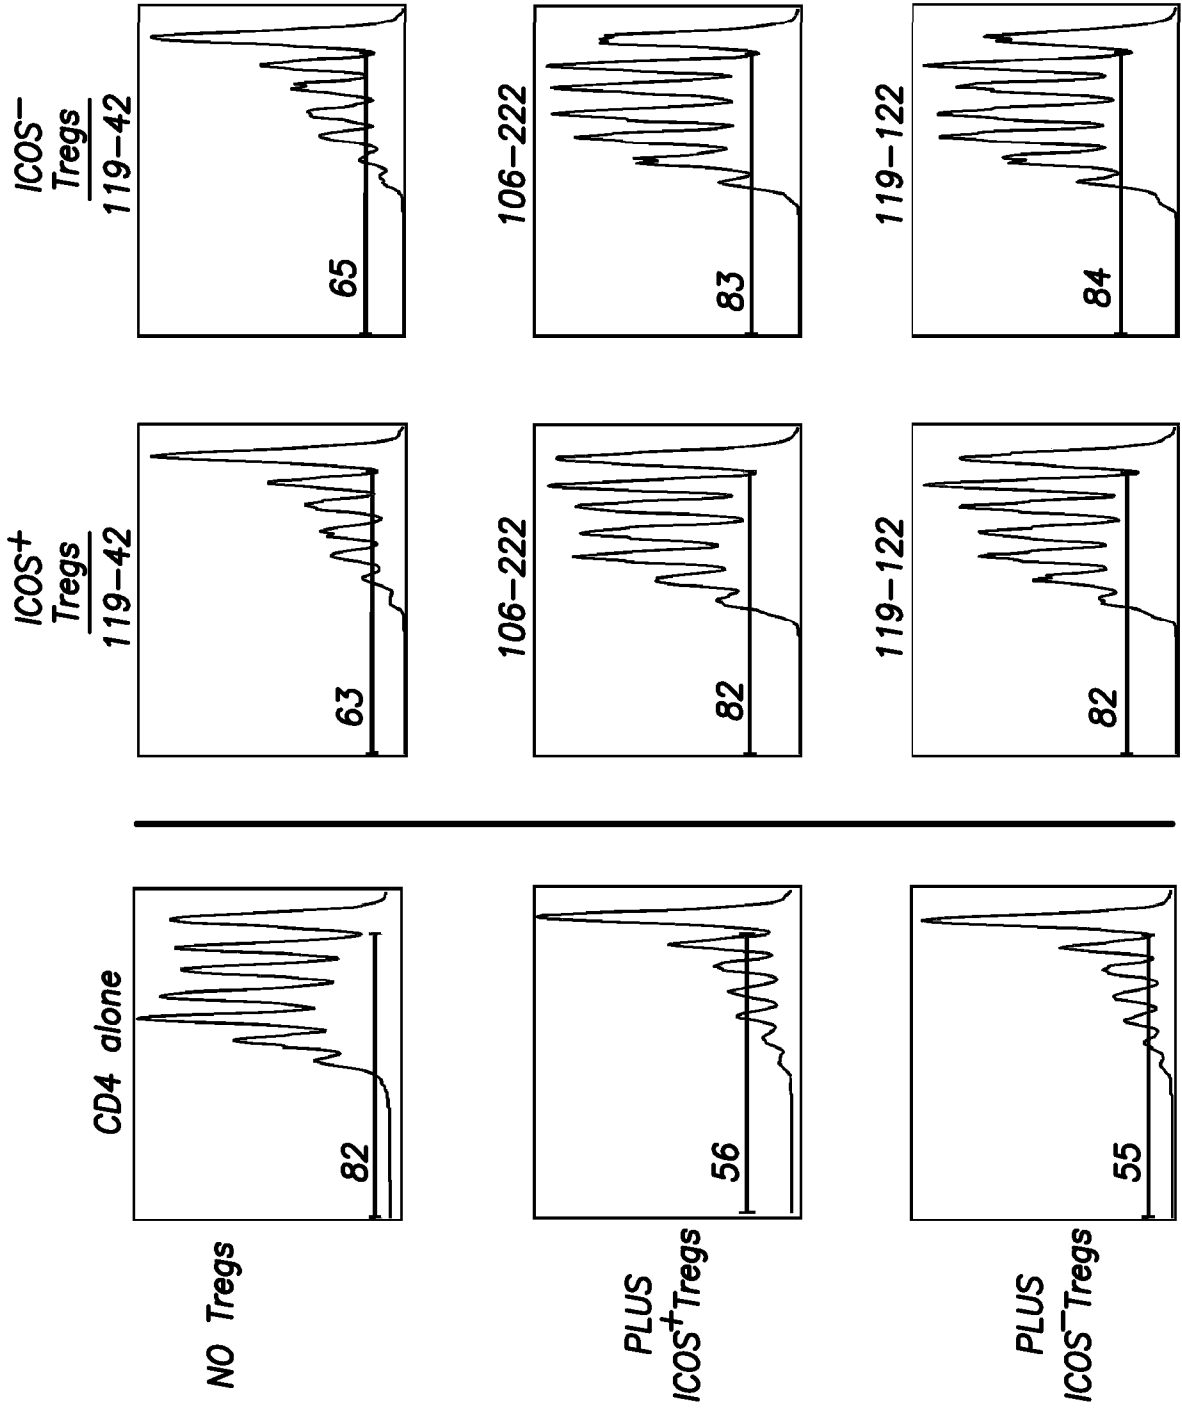 CD4 alone
ICOS+
Tregs
119-42
ICOS-
Tregs
119-42
NO Tregs
82
63
65
106-222
106-222
PLUS
ICOS+Tregs
56
82
83
119-122
119-122
PLUS
ICOS-Tregs
55
82
84